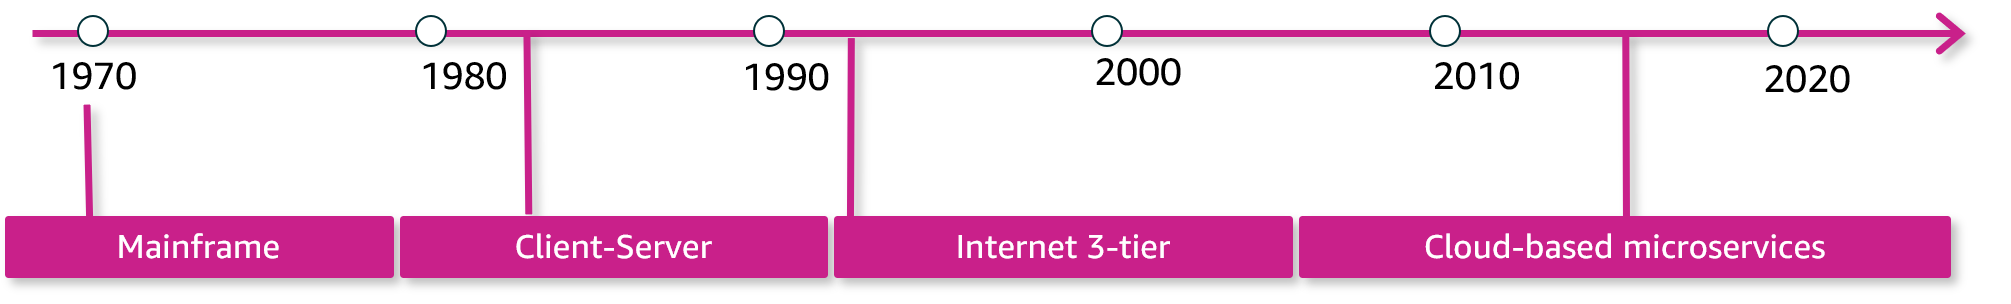 1970 1980 1990 2000 2010 2020
Mainframe Client-Server Internet 3-tier Cloud-based microservices